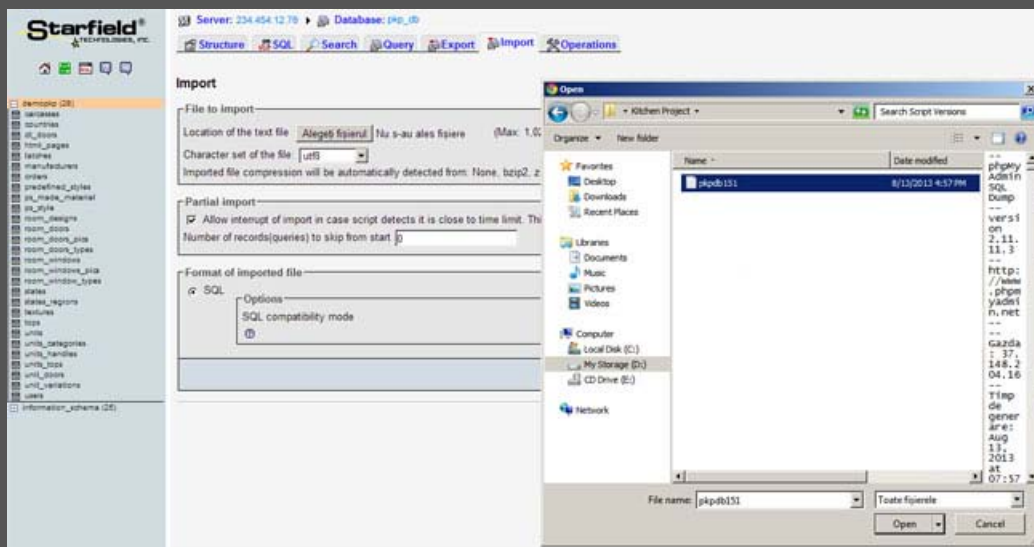 Starfield®
TECHNOLOGIES, INC.
Server: 234.454.12.78 Database: pkp_db
Structure SQL Search Query Export Import Operations
demopkp (28)
carcasses
countries
dt_doors
html_pages
latches
manufacturers
orders
predefined_styles
ps_made_material
ps_style
room_designs
room_doors
room_doors_pics
room_doors_types
room_windows
room_windows_pics
room_window_types
states
states_regions
textures
tops
units
units_categories
units_handles
units_tops
unit_doors
unit_variations
users
information_schema (28)
Import
File to import
Location of the text file Alegeți fișierul Nu s-au ales fișiere (Max: 1,02
Character set of the file: utf8
Imported file compression will be automatically detected from: None, bzip2, z
Partial import
Allow interrupt of import in case script detects it is close to time limit. Thi
Number of records(queries) to skip from start 0
Format of imported file
SQL
Options
SQL compatibility mode
Open
Kitchen Project
Search Script Versions
Organize New folder
Favorites
Desktop
Downloads
Recent Places
Libraries
Documents
Music
Pictures
Videos
Computer
Local Disk (C:)
My Storage (D:)
CD Drive (E:)
Network
Name Date modified
pkpdb151 8/13/2013 4:57 PM
--
phpMy
Admin
SQL
Dump
--
versi
on
2.11.
11.3
--
http:
//www
.phpm
yadmi
n.net
--
--
Gazda
: 37.
148.2
04.16
--
Timp
de
gener
are:
Aug
13,
2013
at
07:57
File name: pkpdb151 Toate fișierele
Open Cancel